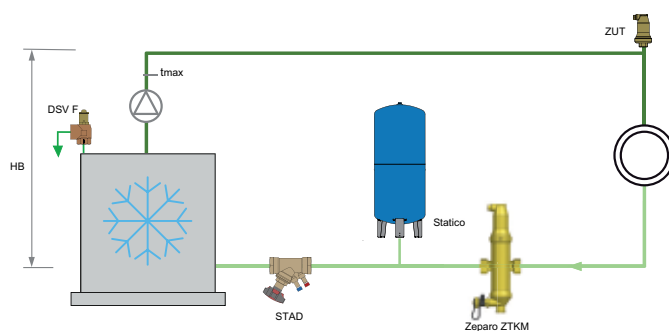 ZUT
tmax
DSV F
HB
Statico
STAD
Zeparo ZTKM